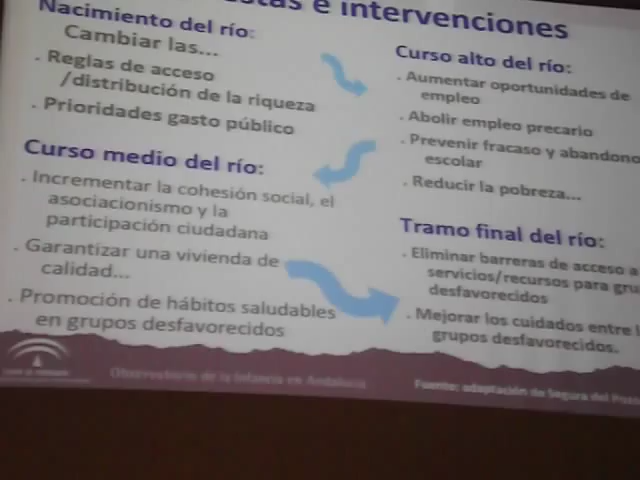 e intervenciones
Nacimiento del río:
Cambiar las...
. Reglas de acceso
/distribución de la riqueza
. Prioridades gasto público
Curso alto del río:
. Aumentar oportunidades de
empleo
. Abolir empleo precario
. Prevenir fracaso y abandono
escolar
. Reducir la pobreza...
Curso medio del río:
. Incrementar la cohesión social, el
asociacionismo y la
participación ciudadana
. Garantizar una vivienda de
calidad...
. Promoción de hábitos saludables
en grupos desfavorecidos
Tramo final del río:
. Eliminar barreras de acceso a
servicios/recursos para
desfavorecidos
. Mejorar los cuidados entre
grupos desfavorecidos.
Observatorio de la Infancia en Andalucía
Fuente: adaptación de Segura del Pozo